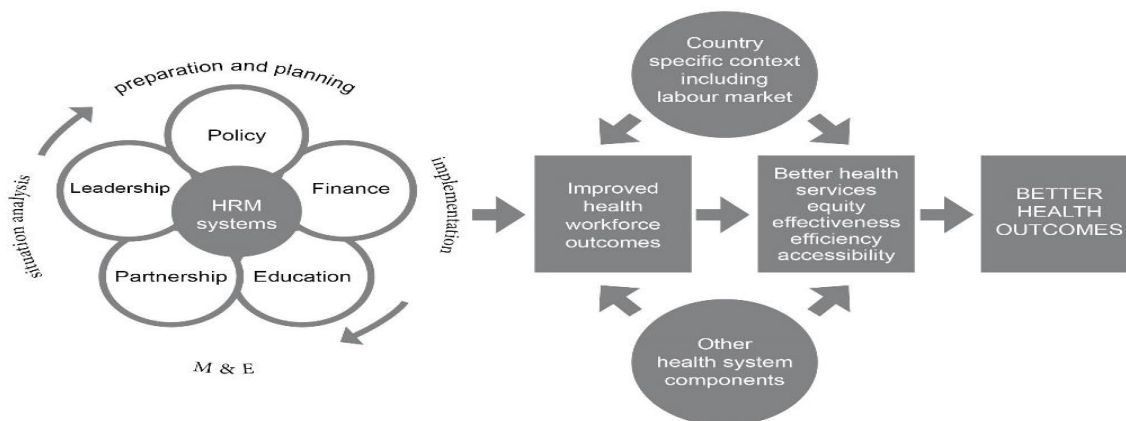 preparation and planning
situation analysis
implementation
M & E
Policy
Leadership
Finance
HRM
systems
Partnership
Education
Country
specific context
including
labour market
Improved
health
workforce
outcomes
Better health
services
equity
effectiveness
efficiency
accessibility
BETTER
HEALTH
OUTCOMES
Other
health system
components